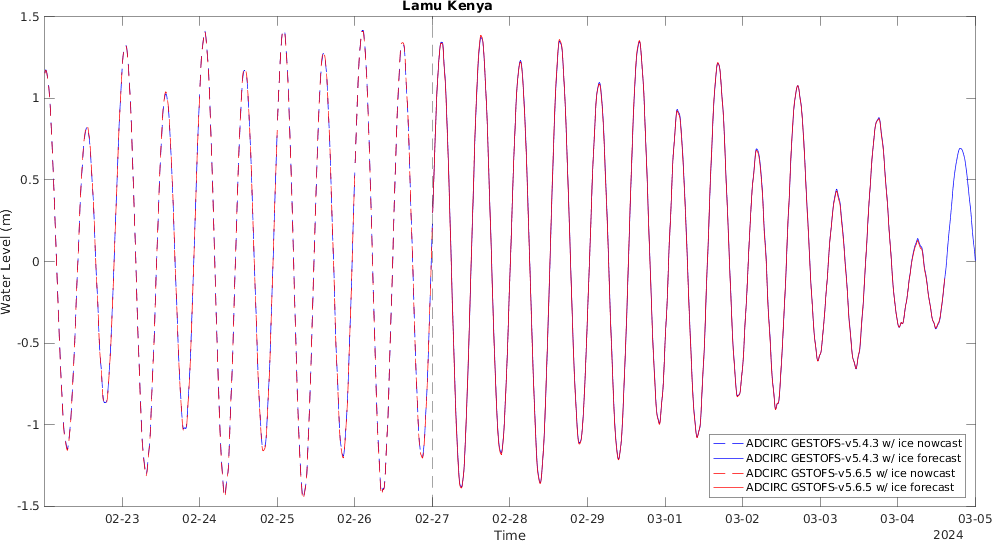 Lamu Kenya
Water Level (m)
1.5
1
0.5
0
-0.5
-1
-1.5
ADCIRC GESTOFS-v5.4.3 w/ ice nowcast
ADCIRC GESTOFS-v5.4.3 w/ ice forecast
ADCIRC GSTOFS-v5.6.5 w/ ice nowcast
ADCIRC GSTOFS-v5.6.5 w/ ice forecast
02-23 02-24 02-25 02-26 02-27 02-28 02-29 03-01 03-02 03-03 03-04 03-05
Time
2024